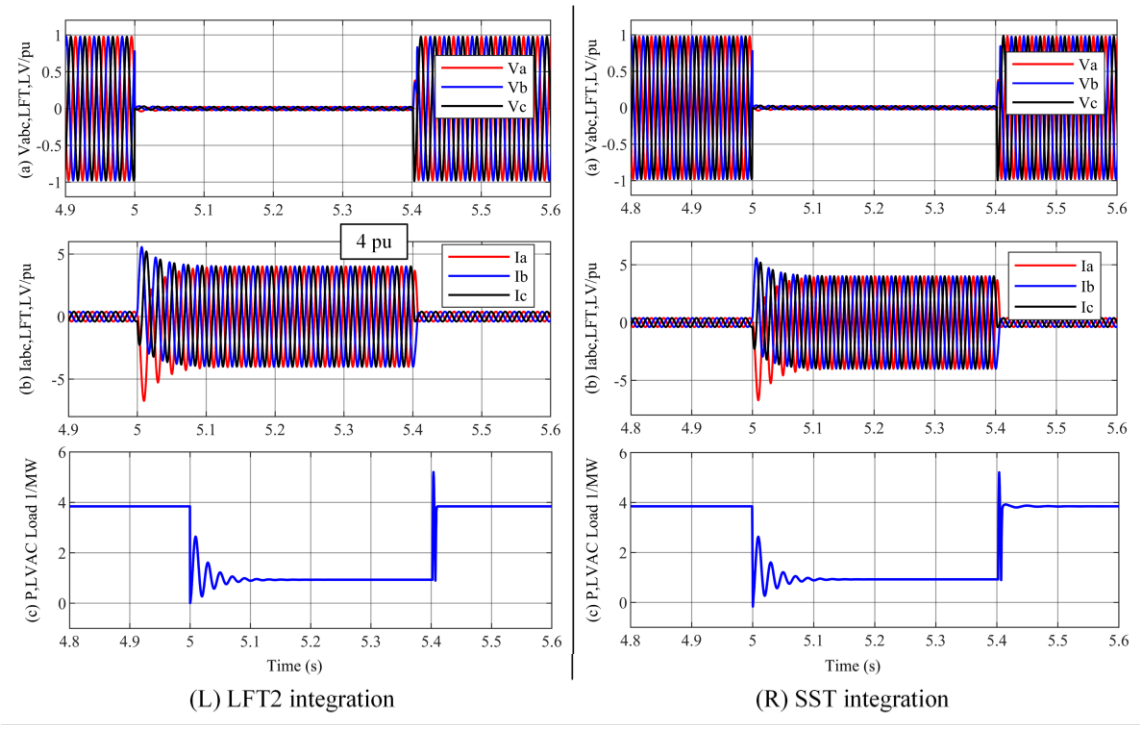 (a) Vabc,LFT,LV/pu
1
0.5
0
-0.5
-1
Va
Vb
Vc
4.9 5 5.1 5.2 5.3 5.4 5.5 5.6
(b) Iabc,LFT,LV/pu
5
0
-5
4 pu
Ia
Ib
Ic
4.9 5 5.1 5.2 5.3 5.4 5.5 5.6
(c) P,LVAC Load 1/MW
6
4
2
0
4.8 4.9 5 5.1 5.2 5.3 5.4 5.5 5.6
Time (s)
(L) LFT2 integration
(a) Vabc,LFT,LV/pu
1
0.5
0
-0.5
-1
Va
Vb
Vc
4.8 4.9 5 5.1 5.2 5.3 5.4 5.5 5.6
(b) Iabc,LFT,LV/pu
5
0
-5
Ia
Ib
Ic
4.8 4.9 5 5.1 5.2 5.3 5.4 5.5 5.6
(c) P,LVAC Load 1/MW
6
4
2
0
4.8 4.9 5 5.1 5.2 5.3 5.4 5.5 5.6
Time (s)
(R) SST integration